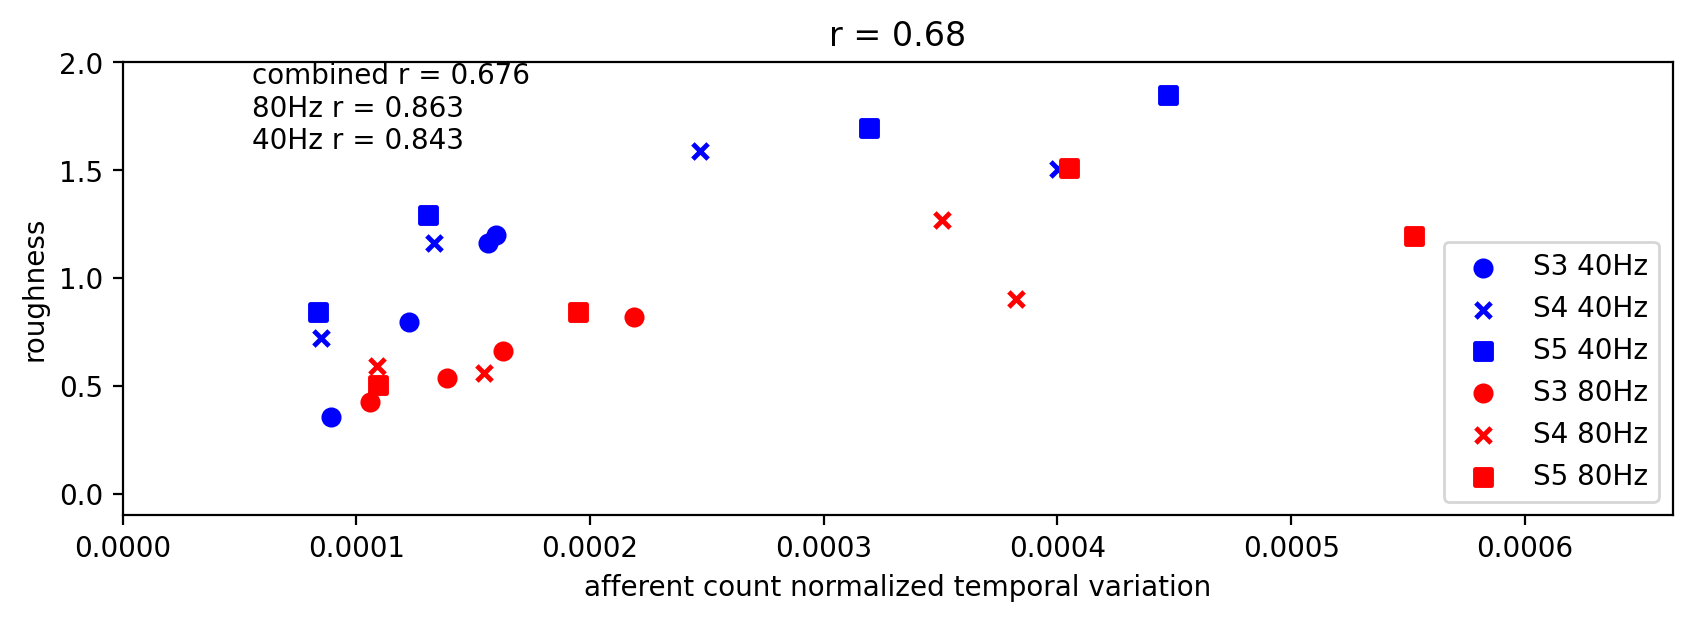 r = 0.68
combined r = 0.676
80Hz r = 0.863
40Hz r = 0.843
2.0
1.5
1.0
0.5
0.0
roughness
S3 40Hz
S4 40Hz
S5 40Hz
S3 80Hz
S4 80Hz
S5 80Hz
0.0000 0.0001 0.0002 0.0003 0.0004 0.0005 0.0006
afferent count normalized temporal variation